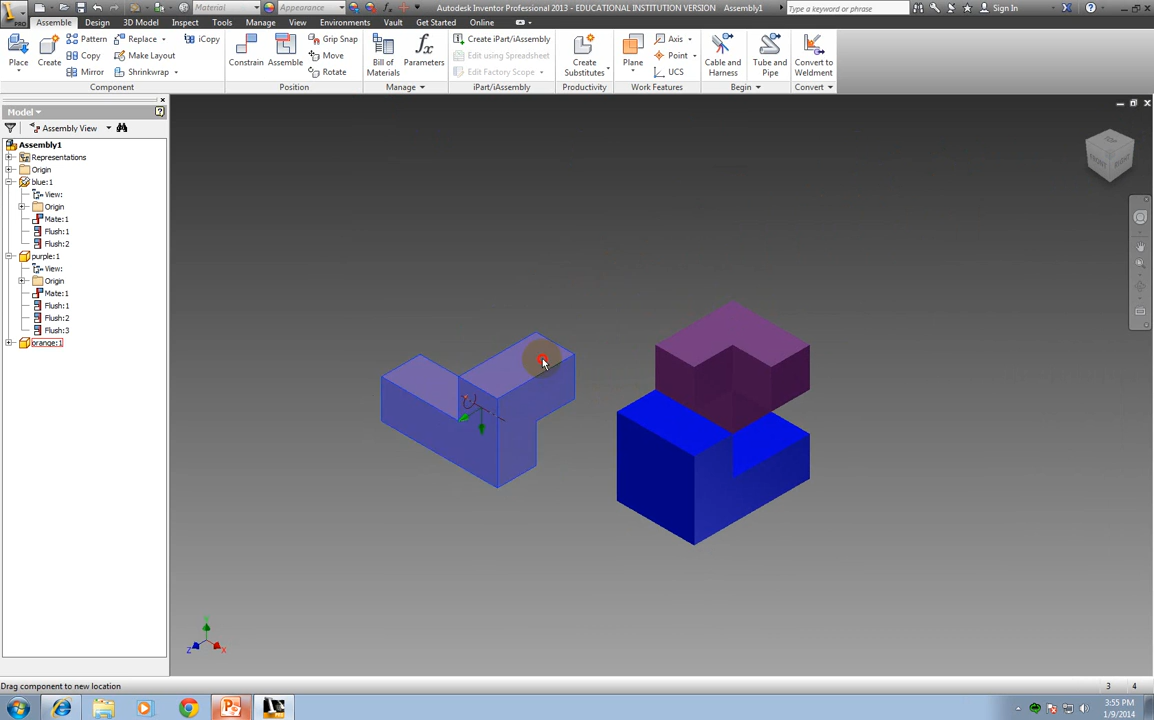 Material
Appearance
Autodesk Inventor Professional 2013 - EDUCATIONAL INSTITUTION VERSION Assembly1
Type a keyword or phrase
Sign In
PRO
Assemble Design 3D Model Inspect Tools Manage View Environments Vault Get Started Online
Place
Create
Pattern
Copy
Mirror
Replace
Make Layout
Shrinkwrap
iCopy
Component
Constrain
Assemble
Grip Snap
Move
Rotate
Position
Bill of
Materials
Parameters
Manage
Create iPart/iAssembly
Edit using Spreadsheet
Edit Factory Scope
iPart/iAssembly
Create
Substitutes
Productivity
Plane
Axis
Point
UCS
Work Features
Cable and
Harness
Tube and
Pipe
Begin
Convert to
Weldment
Convert
Model
Assembly View
Assembly1
Representations
Origin
blue:1
View:
Origin
Mate:1
Flush:1
Flush:2
purple:1
View:
Origin
Mate:1
Flush:1
Flush:2
Flush:3
orange:1
TOP
FRONT
RIGHT
Z
X
Drag component to new location
3 4
3:55 PM
1/9/2014